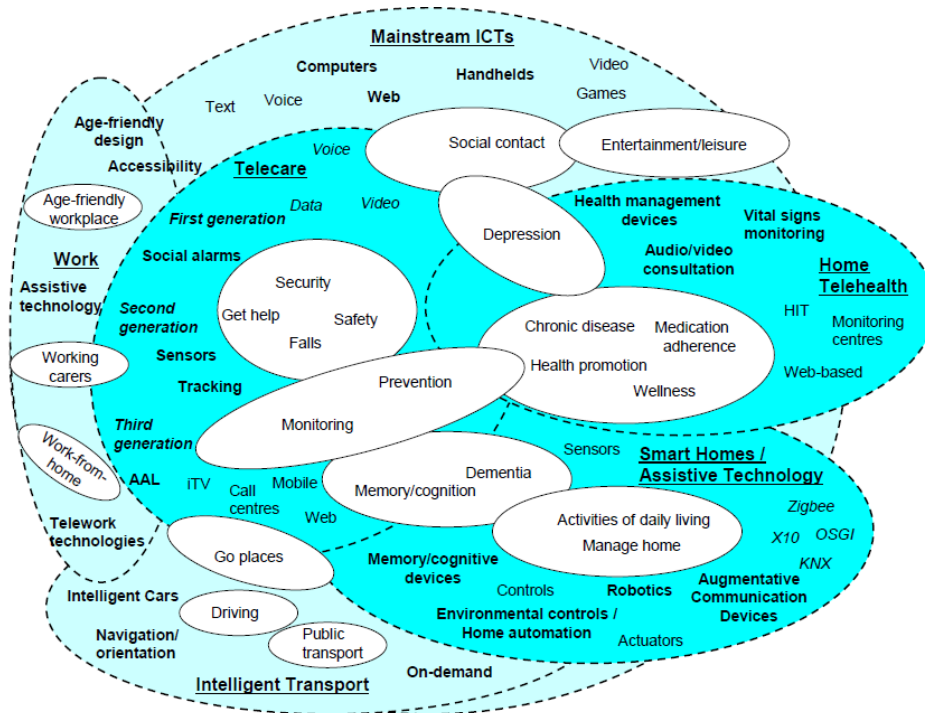 Mainstream ICTs
Computers
Handhelds
Video
Text
Voice
Web
Games
Age-friendly
design
Accessibility
Age-friendly
workplace
Work
Assistive
technology
Working
carers
Work-from-
home
Telework
technologies
Voice
Telecare
Social contact
Entertainment/leisure
First generation
Data
Video
Depression
Social alarms
Security
Get help
Safety
Falls
Second
generation
Sensors
Tracking
Prevention
Monitoring
Third
generation
AAL
iTV
Call
centres
Mobile
Web
Health management
devices
Vital signs
monitoring
Audio/video
consultation
Home
Telehealth
HIT
Monitoring
centres
Web-based
Chronic disease
Medication
adherence
Health promotion
Wellness
Sensors
Smart Homes /
Assistive Technology
Dementia
Memory/cognition
Activities of daily living
Manage home
Zigbee
X10
OSGI
KNX
Memory/cognitive
devices
Controls
Robotics
Augmentative
Communication
Devices
Environmental controls /
Home automation
Actuators
Go places
Intelligent Cars
Driving
Navigation/
orientation
Public
transport
On-demand
Intelligent Transport